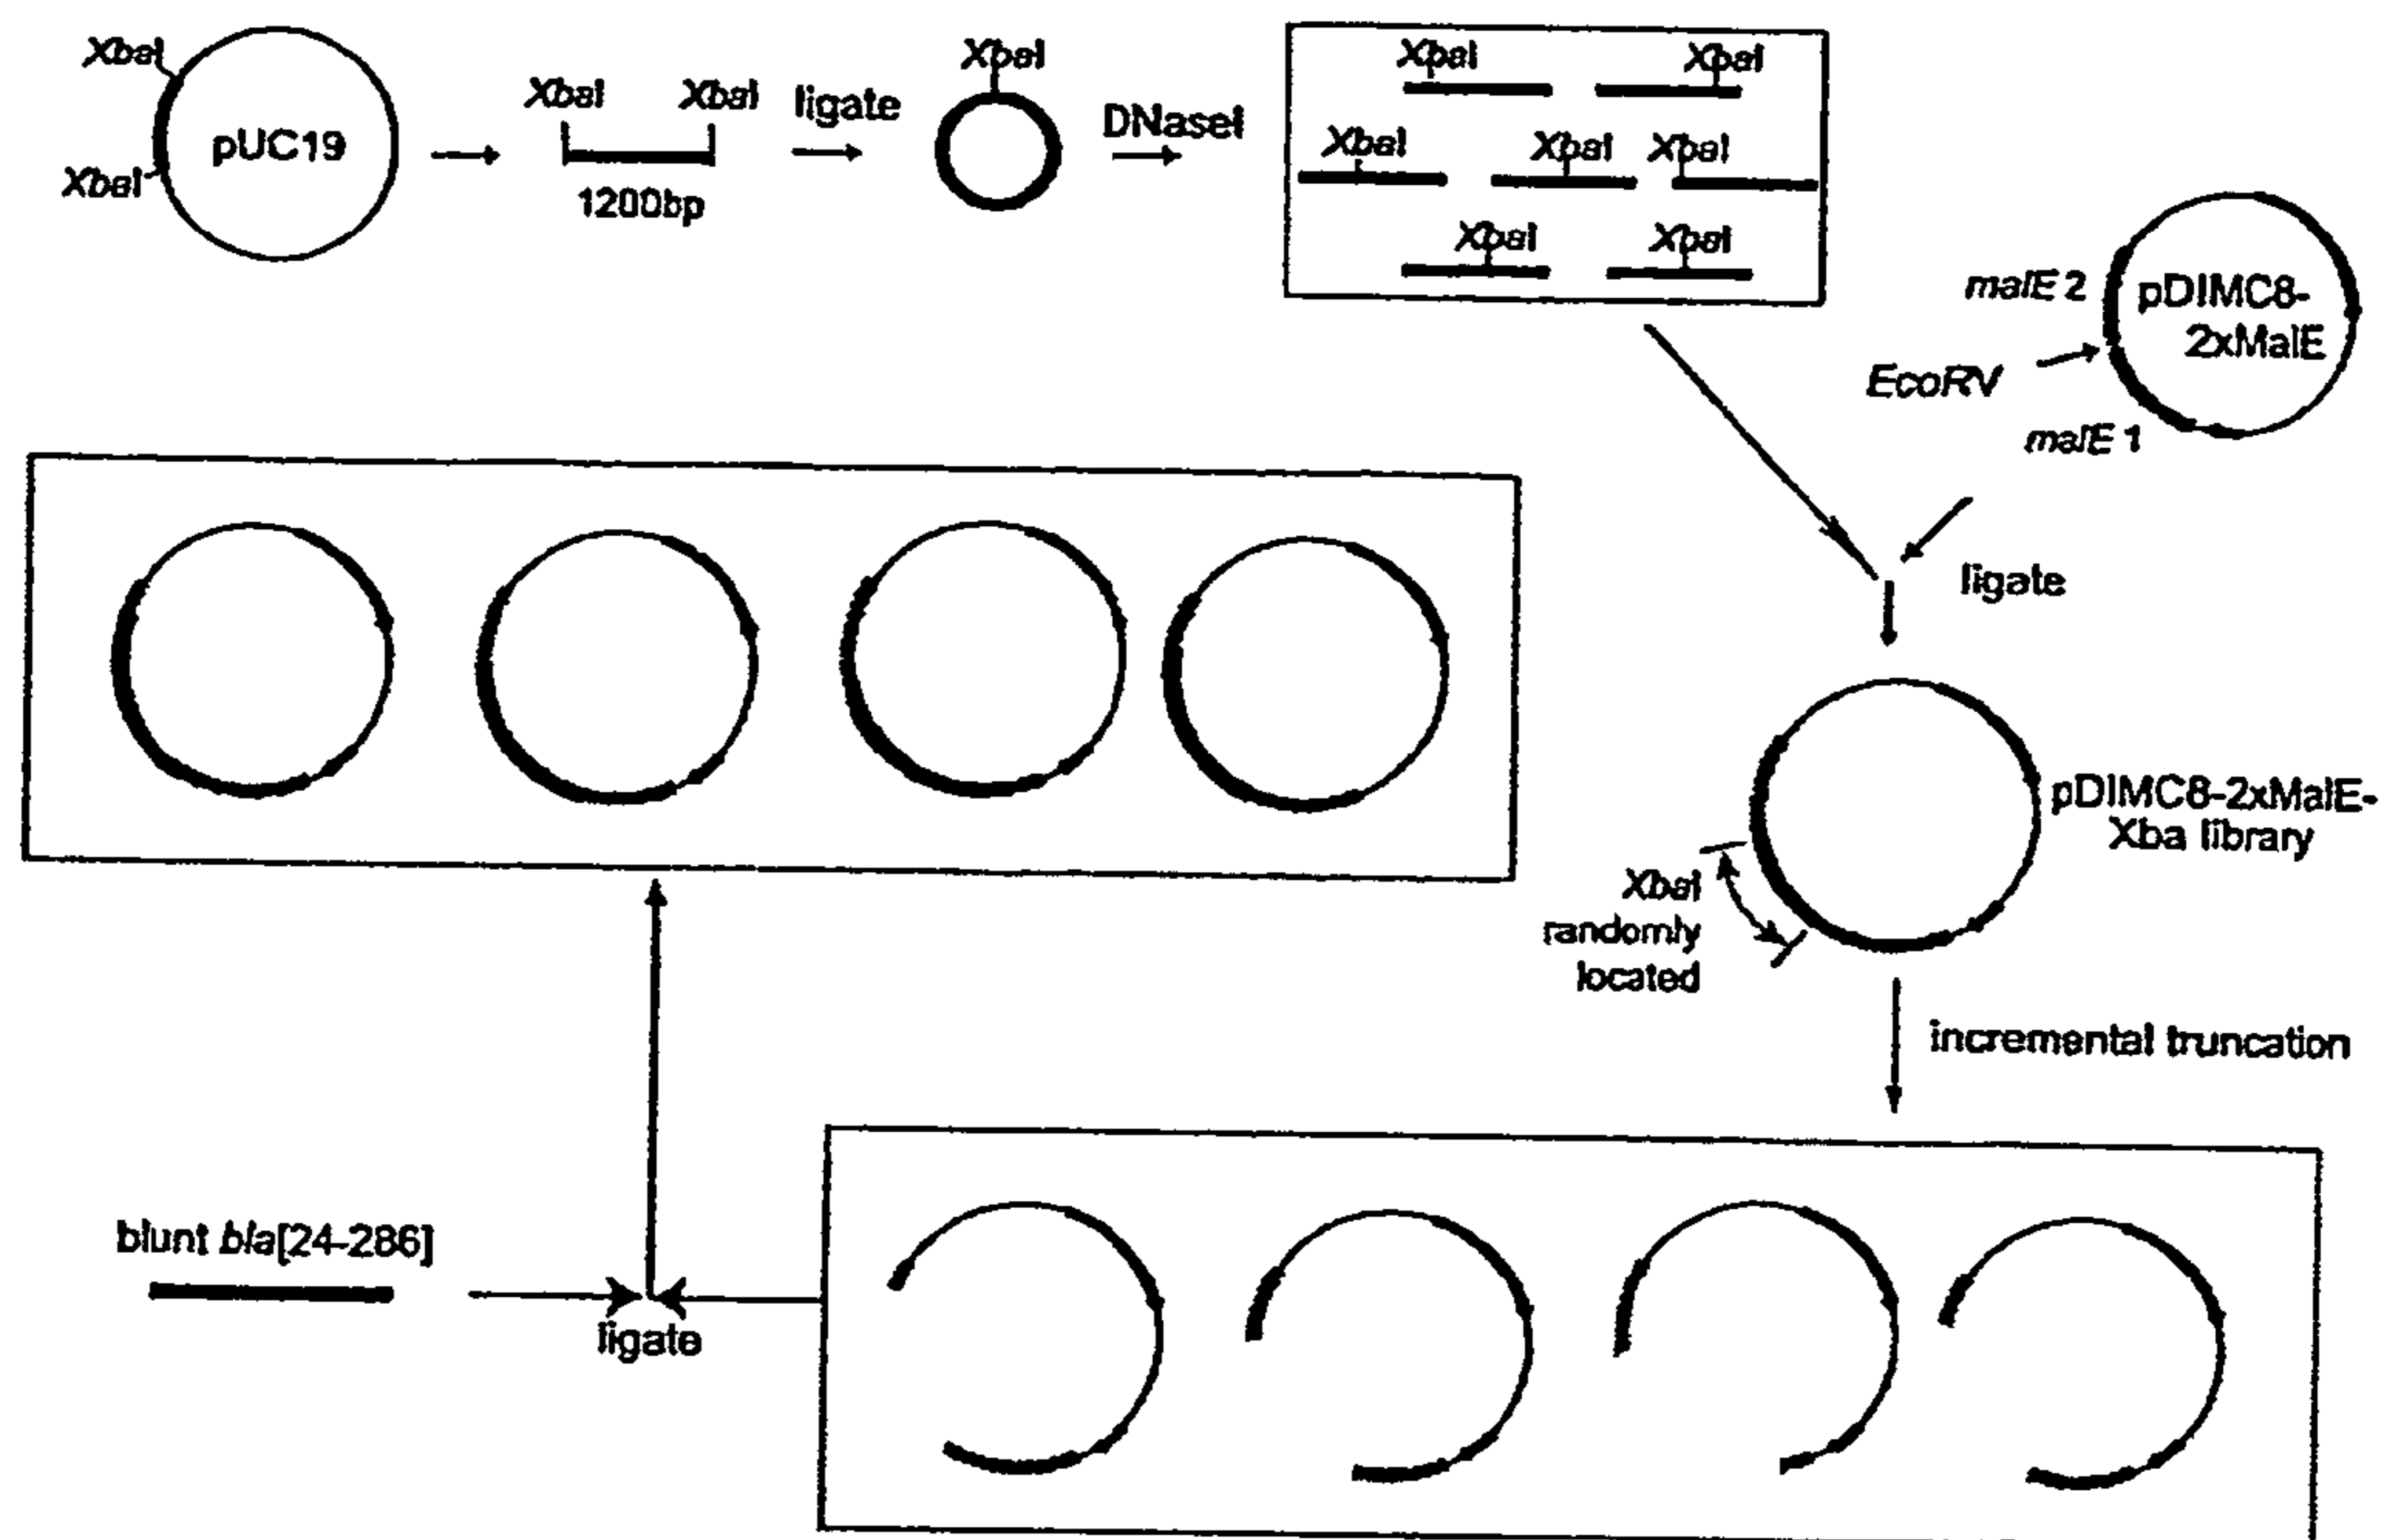 XbaI
pUC19
XbaI
XbaI XbaI
1200bp
ligate
XbaI
DNaseI
XbaI XbaI
XbaI XbaI XbaI
XbaI XbaI
malE 2
pDIMC8-
2xMalE
EcoRV
malE 1
ligate
pDIMC8-2xMalE-
Xba library
XbaI
randomly
located
incremental truncation
blunt bla[24-286]
ligate